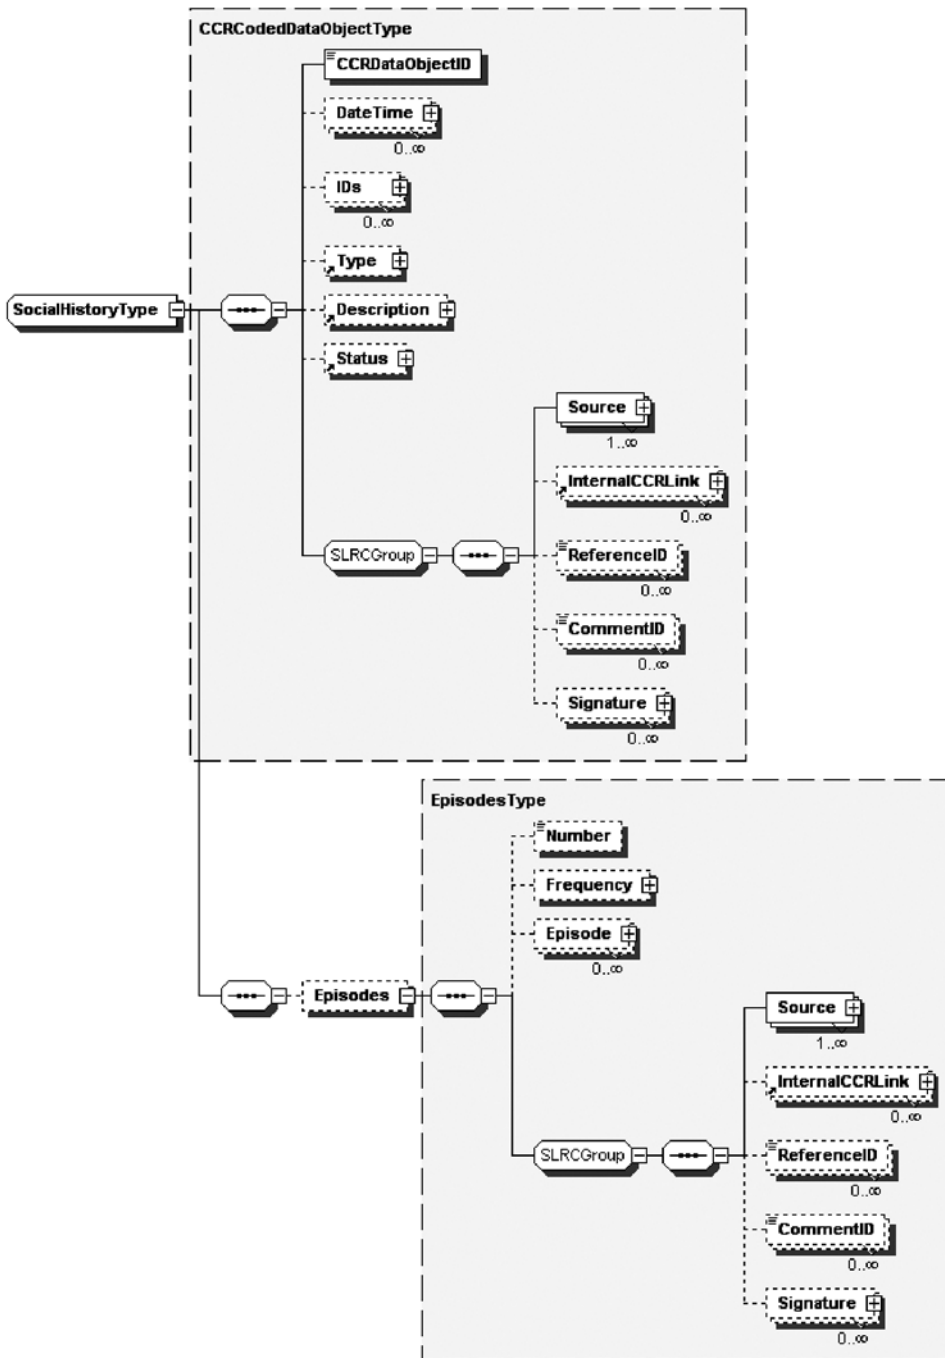 CCRCodedDataObjectType
CCRDataObjectID
DateTime
0..∞
IDs
0..∞
Type
SocialHistoryType
Description
Status
Source
1..∞
InternalCCRLink
0..∞
SLRCGroup
ReferenceID
0..∞
CommentID
0..∞
Signature
0..∞
EpisodesType
Number
Frequency
Episode
0..∞
Episodes
Source
1..∞
InternalCCRLink
0..∞
SLRCGroup
ReferenceID
0..∞
CommentID
0..∞
Signature
0..∞